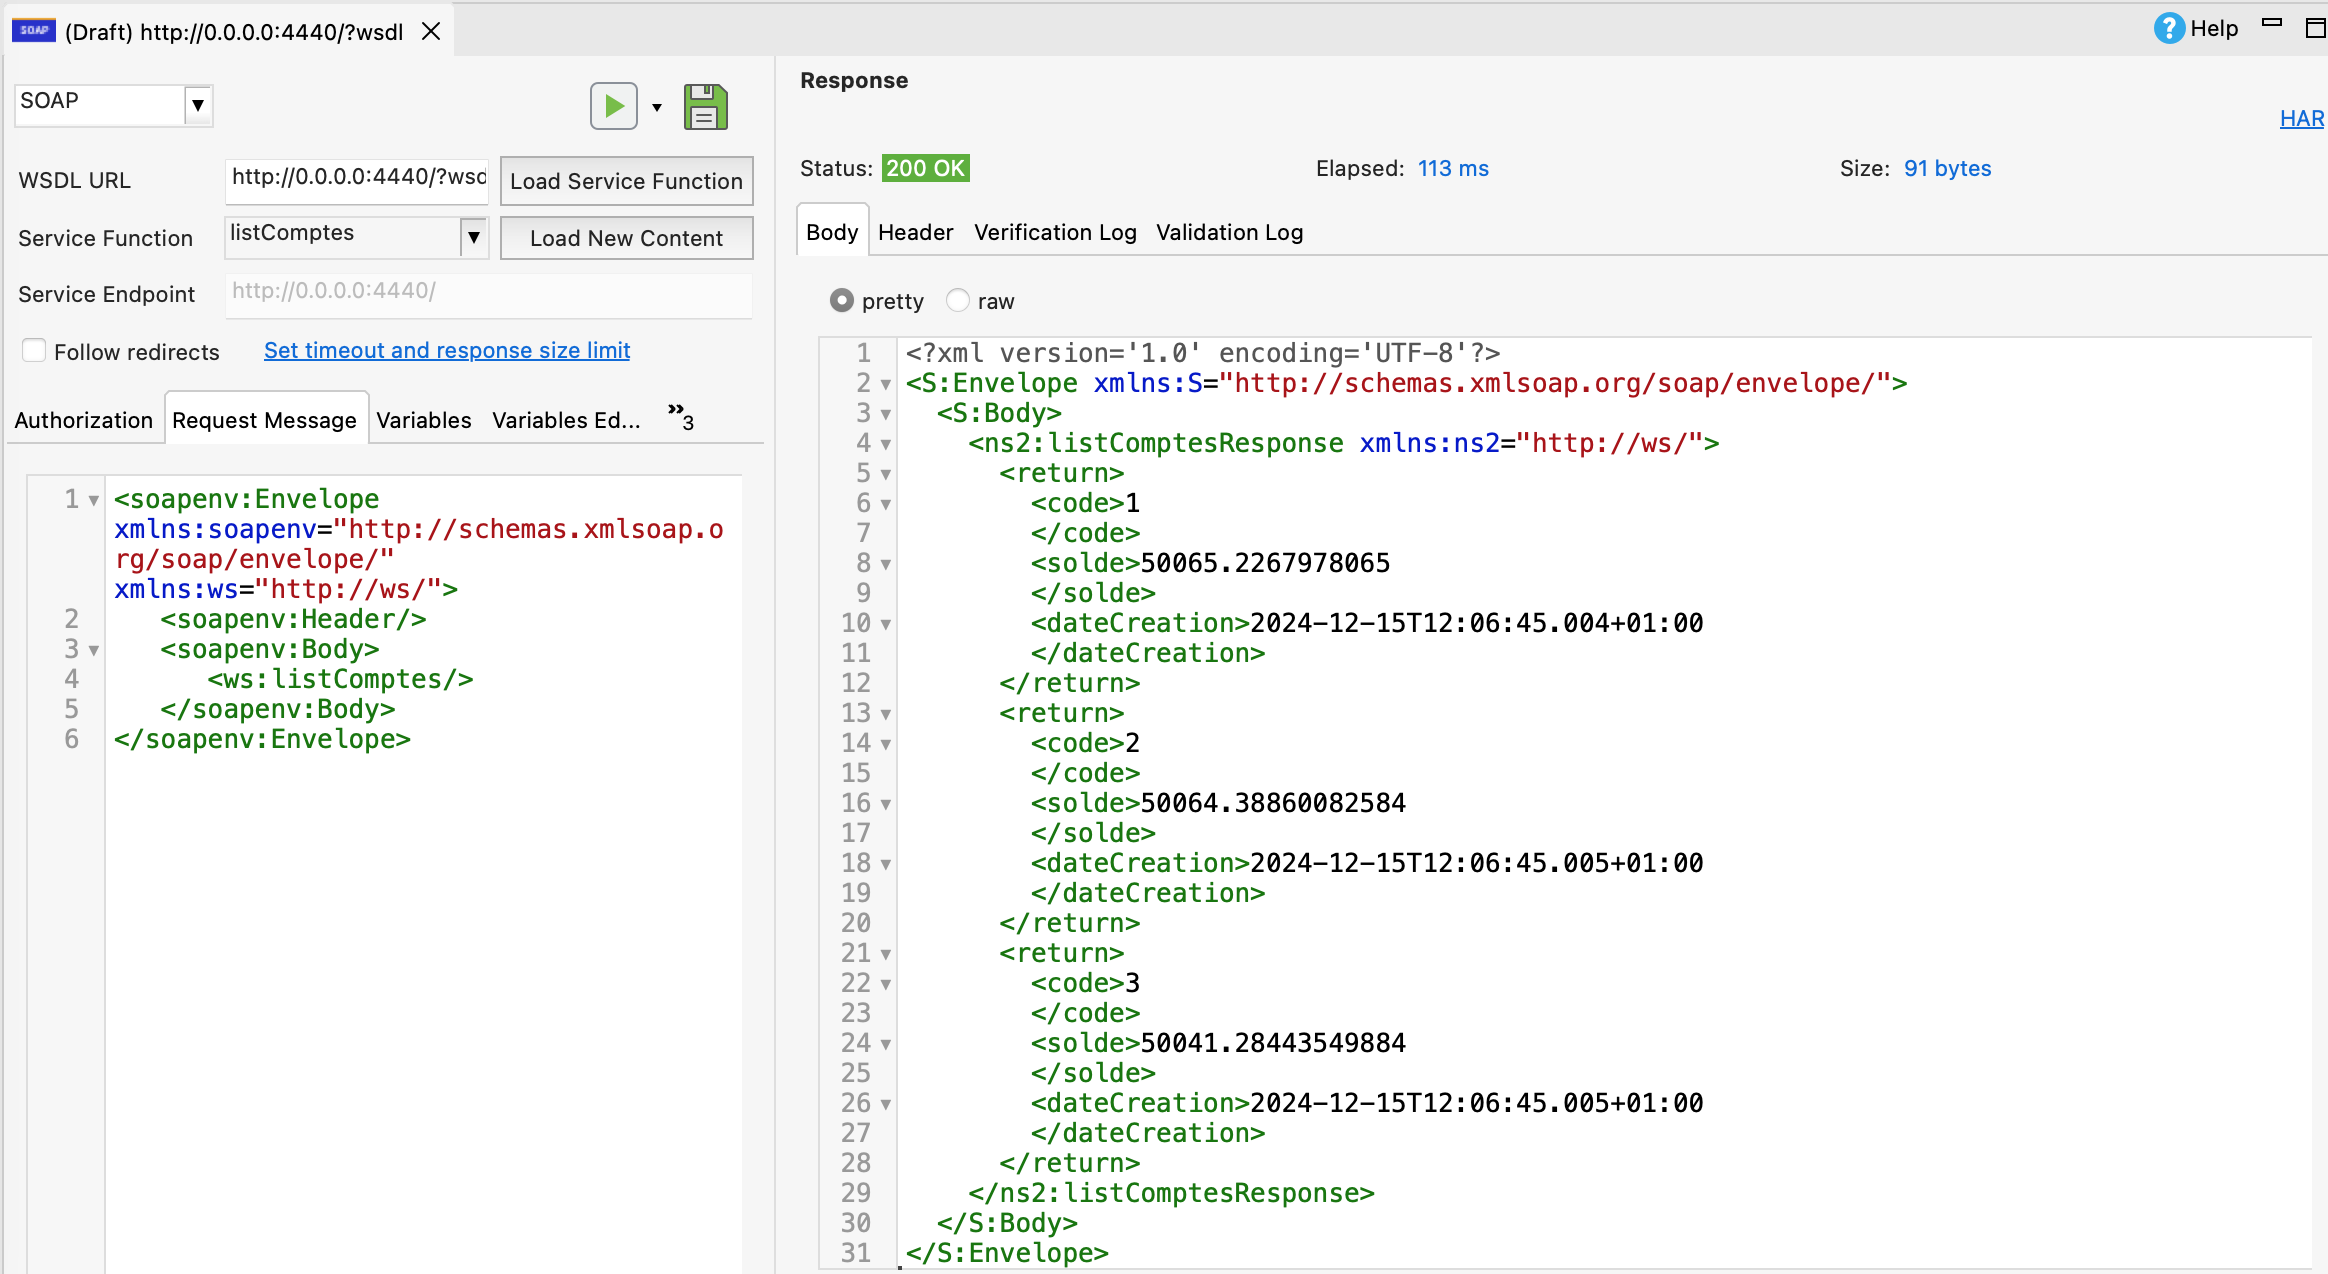 SOAP (Draft) http://0.0.0.0:4440/?wsdl
? Help
SOAP
WSDL URL http://0.0.0.0:4440/?wsd Load Service Function
Service Function listComptes Load New Content
Service Endpoint http://0.0.0.0:4440/
Follow redirects Set timeout and response size limit
Authorization Request Message Variables Variables Ed... »3
1 <soapenv:Envelope
xmlns:soapenv="http://schemas.xmlsoap.o
rg/soap/envelope/"
xmlns:ws="http://ws/">
2 <soapenv:Header/>
3 <soapenv:Body>
4 <ws:listComptes/>
5 </soapenv:Body>
6 </soapenv:Envelope>
Response
HAR
Status: 200 OK Elapsed: 113 ms Size: 91 bytes
Body Header Verification Log Validation Log
pretty raw
1 <?xml version='1.0' encoding='UTF-8'?>
2 <S:Envelope xmlns:S="http://schemas.xmlsoap.org/soap/envelope/">
3 <S:Body>
4 <ns2:listComptesResponse xmlns:ns2="http://ws/">
5 <return>
6 <code>1
7 </code>
8 <solde>50065.2267978065
9 </solde>
10 <dateCreation>2024-12-15T12:06:45.004+01:00
11 </dateCreation>
12 </return>
13 <return>
14 <code>2
15 </code>
16 <solde>50064.38860082584
17 </solde>
18 <dateCreation>2024-12-15T12:06:45.005+01:00
19 </dateCreation>
20 </return>
21 <return>
22 <code>3
23 </code>
24 <solde>50041.28443549884
25 </solde>
26 <dateCreation>2024-12-15T12:06:45.005+01:00
27 </dateCreation>
28 </return>
29 </ns2:listComptesResponse>
30 </S:Body>
31 </S:Envelope>